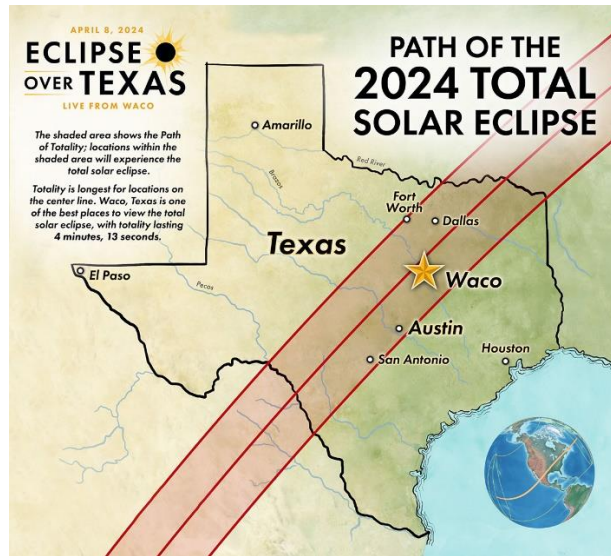 APRIL 8, 2024
ECLIPSE
OVER TEXAS
LIVE FROM WACO
The shaded area shows the Path
of Totality; locations within the
shaded area will experience the
total solar eclipse.
Totality is longest for locations on
the center line. Waco, Texas is one
of the best places to view the total
solar eclipse, with totality lasting
4 minutes, 13 seconds.
PATH OF THE
2024 TOTAL
SOLAR ECLIPSE
Amarillo
Red River
Brazos
Fort
Worth
Dallas
Texas
Waco
El Paso
Pecos
Austin
San Antonio
Houston